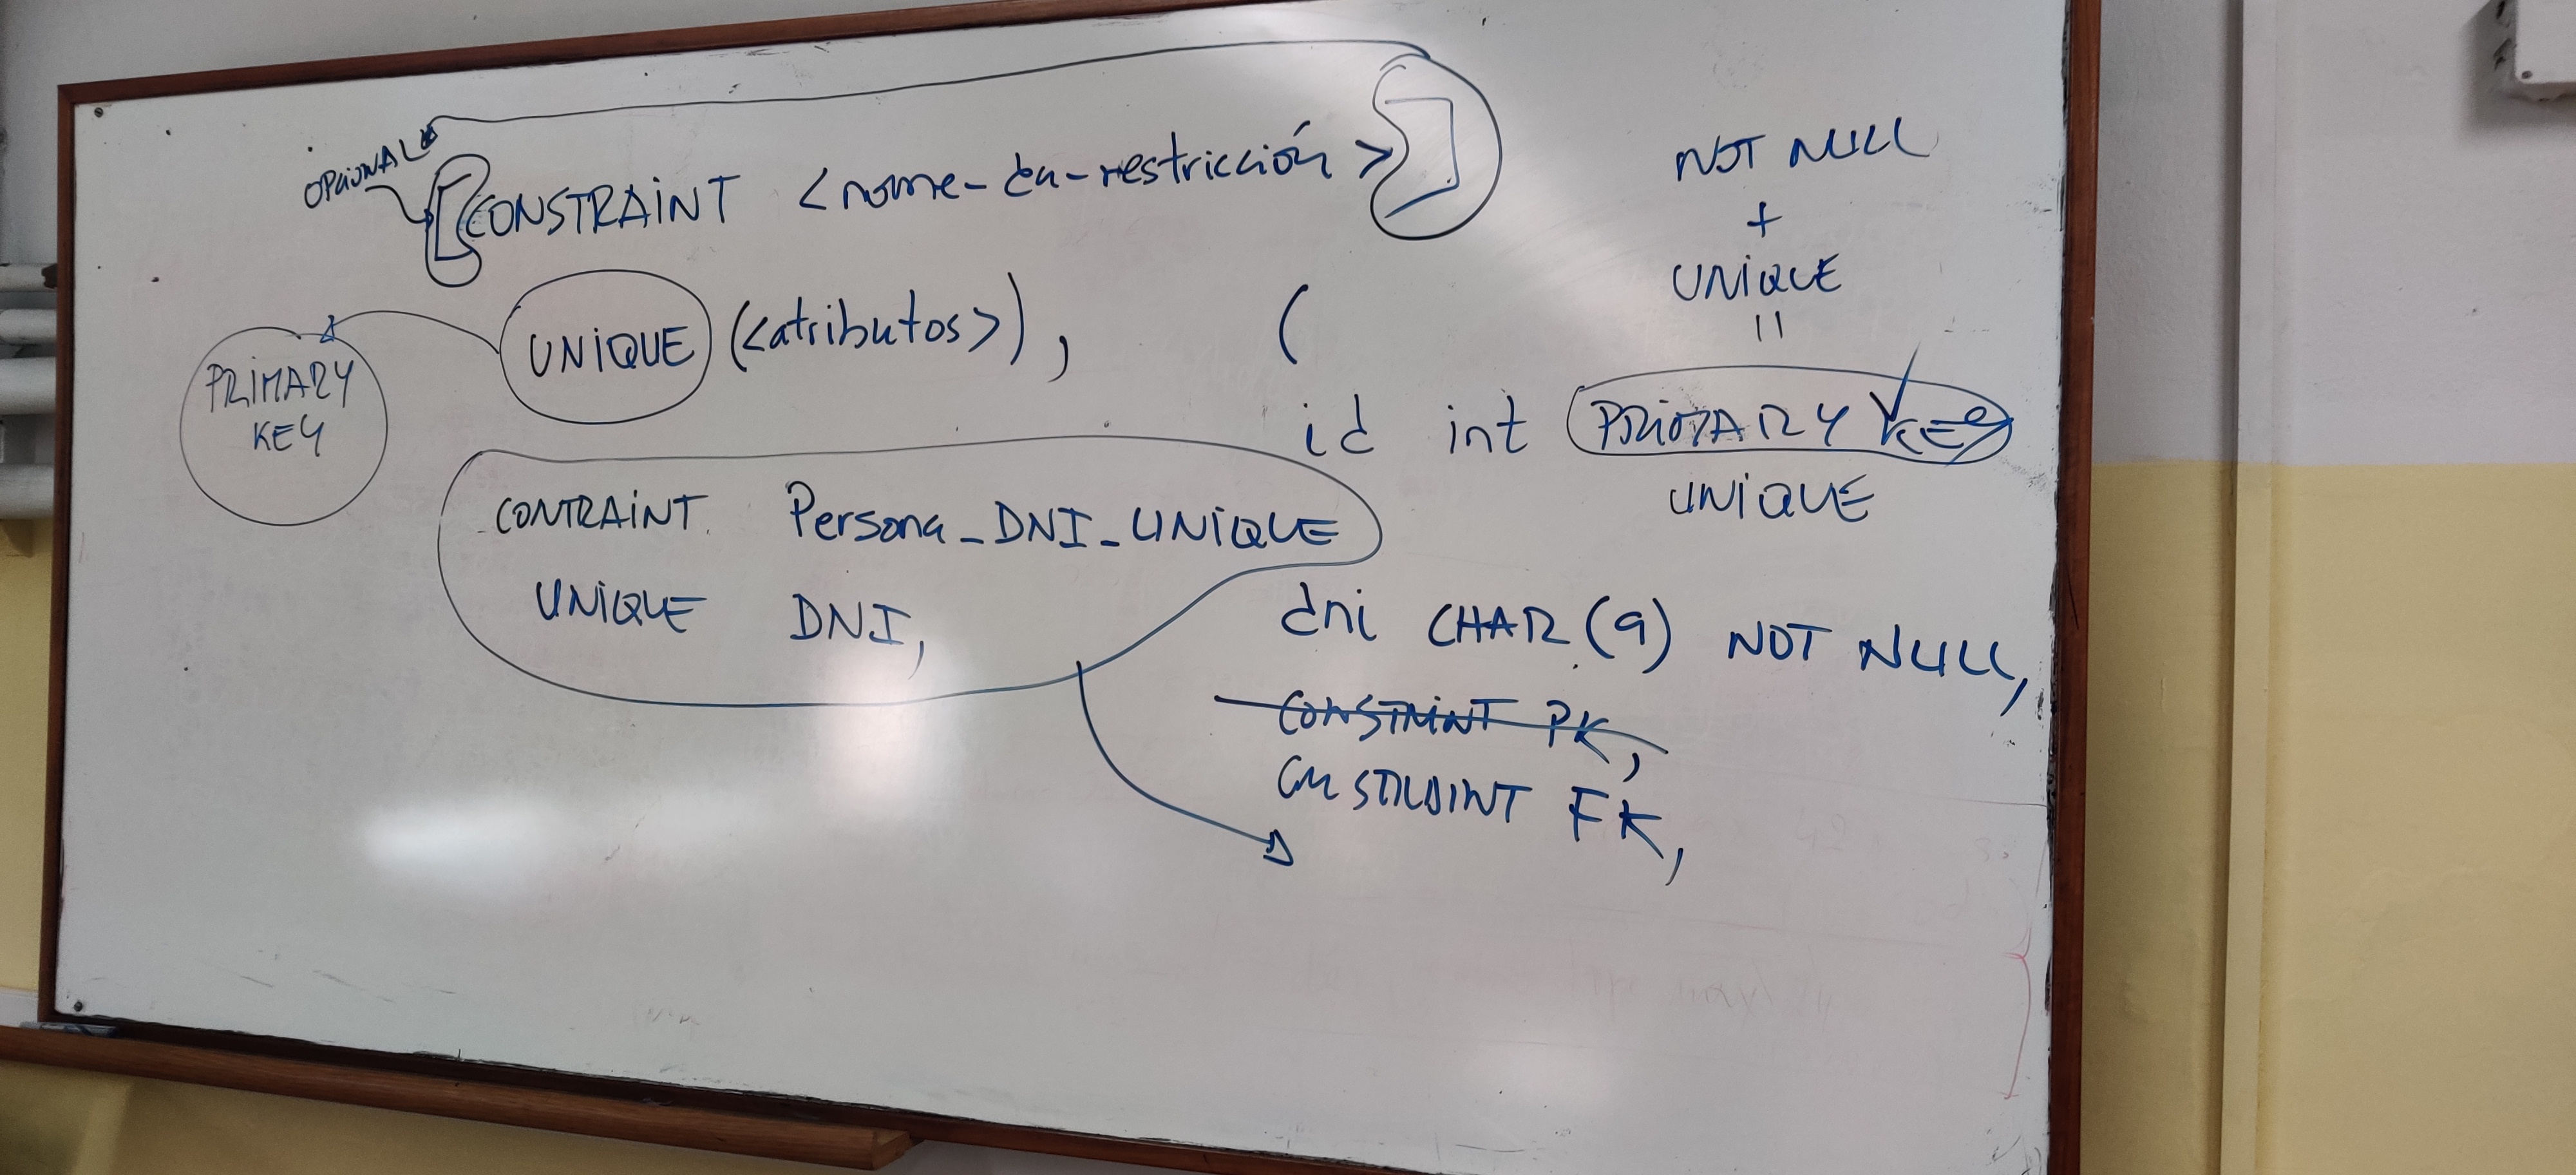 OPCIONAL
[CONSTRAINT <nome-da-restricción>]
UNIQUE (<atributos>),
PRIMARY
KEY
CONTRAINT Persona_DNI_UNIQUE
UNIQUE DNI,
NOT NULL
+
UNIQUE
=
(
id int PRIMARY KEY
UNIQUE
dni CHAR(9) NOT NULL,
CONSTRAINT PK,
CONSTRAINT FK,